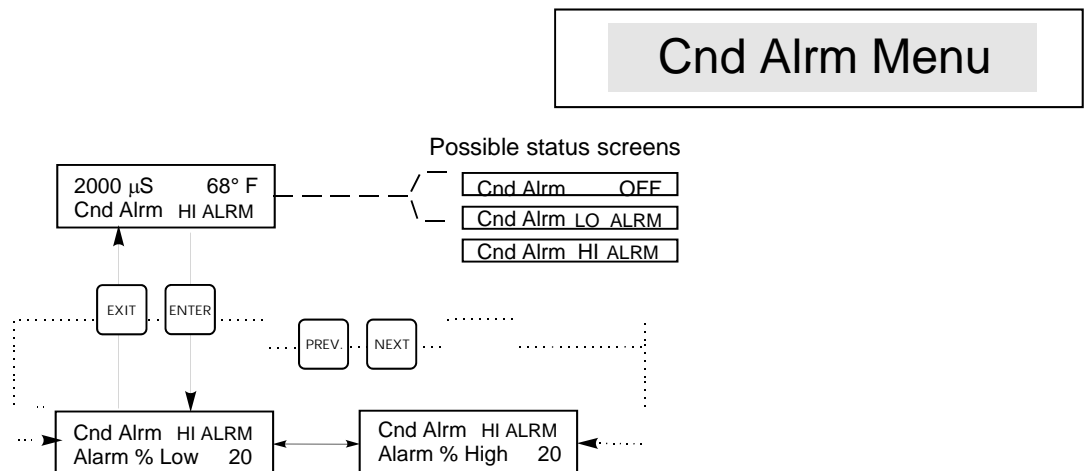 Cnd Alrm Menu
Possible status screens
2000 µS 68° F
Cnd Alrm HI ALRM
Cnd Alrm OFF
Cnd Alrm LO ALRM
Cnd Alrm HI ALRM
EXIT
ENTER
PREV.
NEXT
Cnd Alrm HI ALRM
Alarm % Low 20
Cnd Alrm HI ALRM
Alarm % High 20